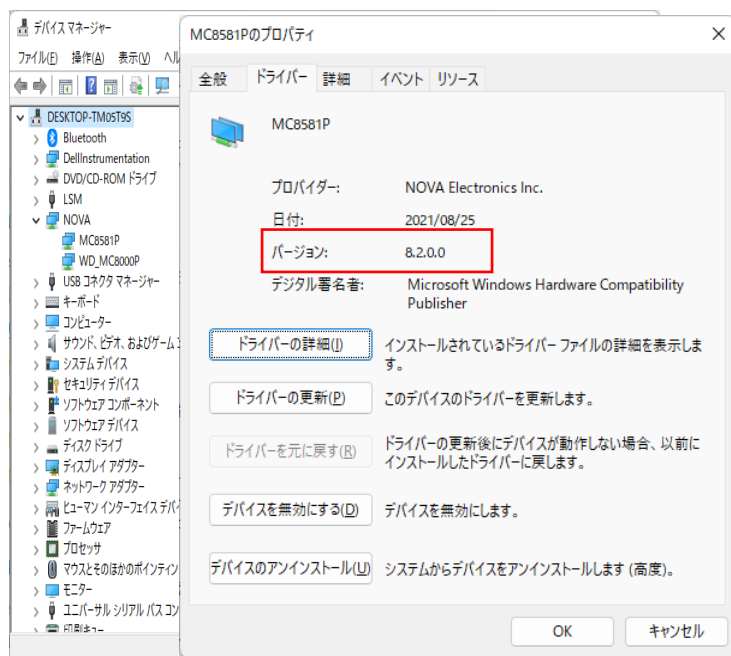 デバイス マネージャー
ファイル(F) 操作(A) 表示(V) ヘル
DESKTOP-TM05T9S
Bluetooth
DellInstrumentation
DVD/CD-ROM ドライブ
LSM
NOVA
MC8581P
WD_MC8000P
USB コネクタ マネージャー
キーボード
コンピューター
サウンド、ビデオ、およびゲーム
システム デバイス
セキュリティ デバイス
ソフトウェア コンポーネント
ソフトウェア デバイス
ディスク ドライブ
ディスプレイ アダプター
ネットワーク アダプター
ヒューマン インターフェイス デバイ
ファームウェア
プロセッサ
マウスとそのほかのポインティン
モニター
ユニバーサル シリアル バス コン
印刷キュー
MC8581Pのプロパティ
全般 ドライバー 詳細 イベント リソース
MC8581P
プロバイダー: NOVA Electronics Inc.
日付: 2021/08/25
バージョン: 8.2.0.0
デジタル署名者: Microsoft Windows Hardware Compatibility
Publisher
ドライバーの詳細(I) インストールされているドライバー ファイルの詳細を表示しま
す。
ドライバーの更新(P) このデバイスのドライバーを更新します。
ドライバーを元に戻す(R) ドライバーの更新後にデバイスが動作しない場合、以前に
インストールしたドライバーに戻します。
デバイスを無効にする(D) デバイスを無効にします。
デバイスのアンインストール(U) システムからデバイスをアンインストールします (高度)。
OK キャンセル